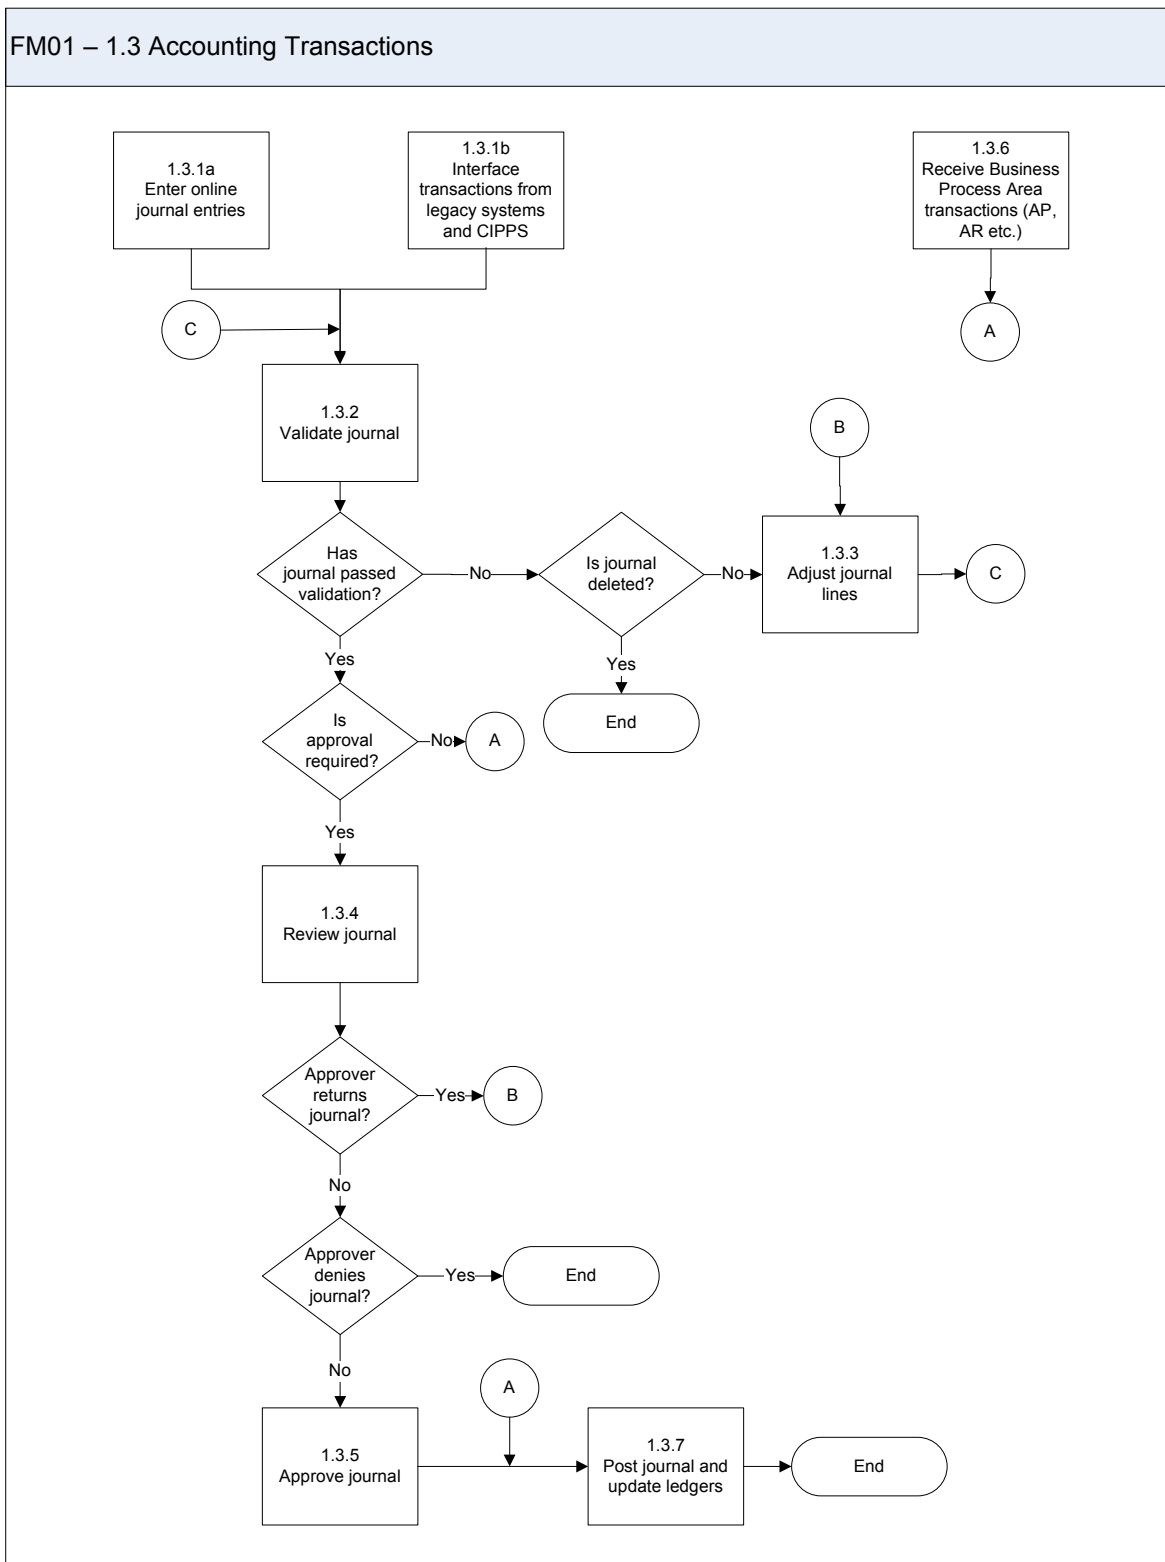 FM01 – 1.3 Accounting Transactions
1.3.1a
Enter online
journal entries
1.3.1b
Interface
transactions from
legacy systems
and CIPPS
1.3.6
Receive Business
Process Area
transactions (AP,
AR etc.)
C
A
1.3.2
Validate journal
B
Has
journal passed
validation?
No
Is journal
deleted?
No
1.3.3
Adjust journal
lines
C
Yes
Yes
Is
approval
required?
No
A
End
Yes
1.3.4
Review journal
Approver
returns
journal?
Yes
B
No
Approver
denies
journal?
Yes
End
No
A
1.3.5
Approve journal
1.3.7
Post journal and
update ledgers
End